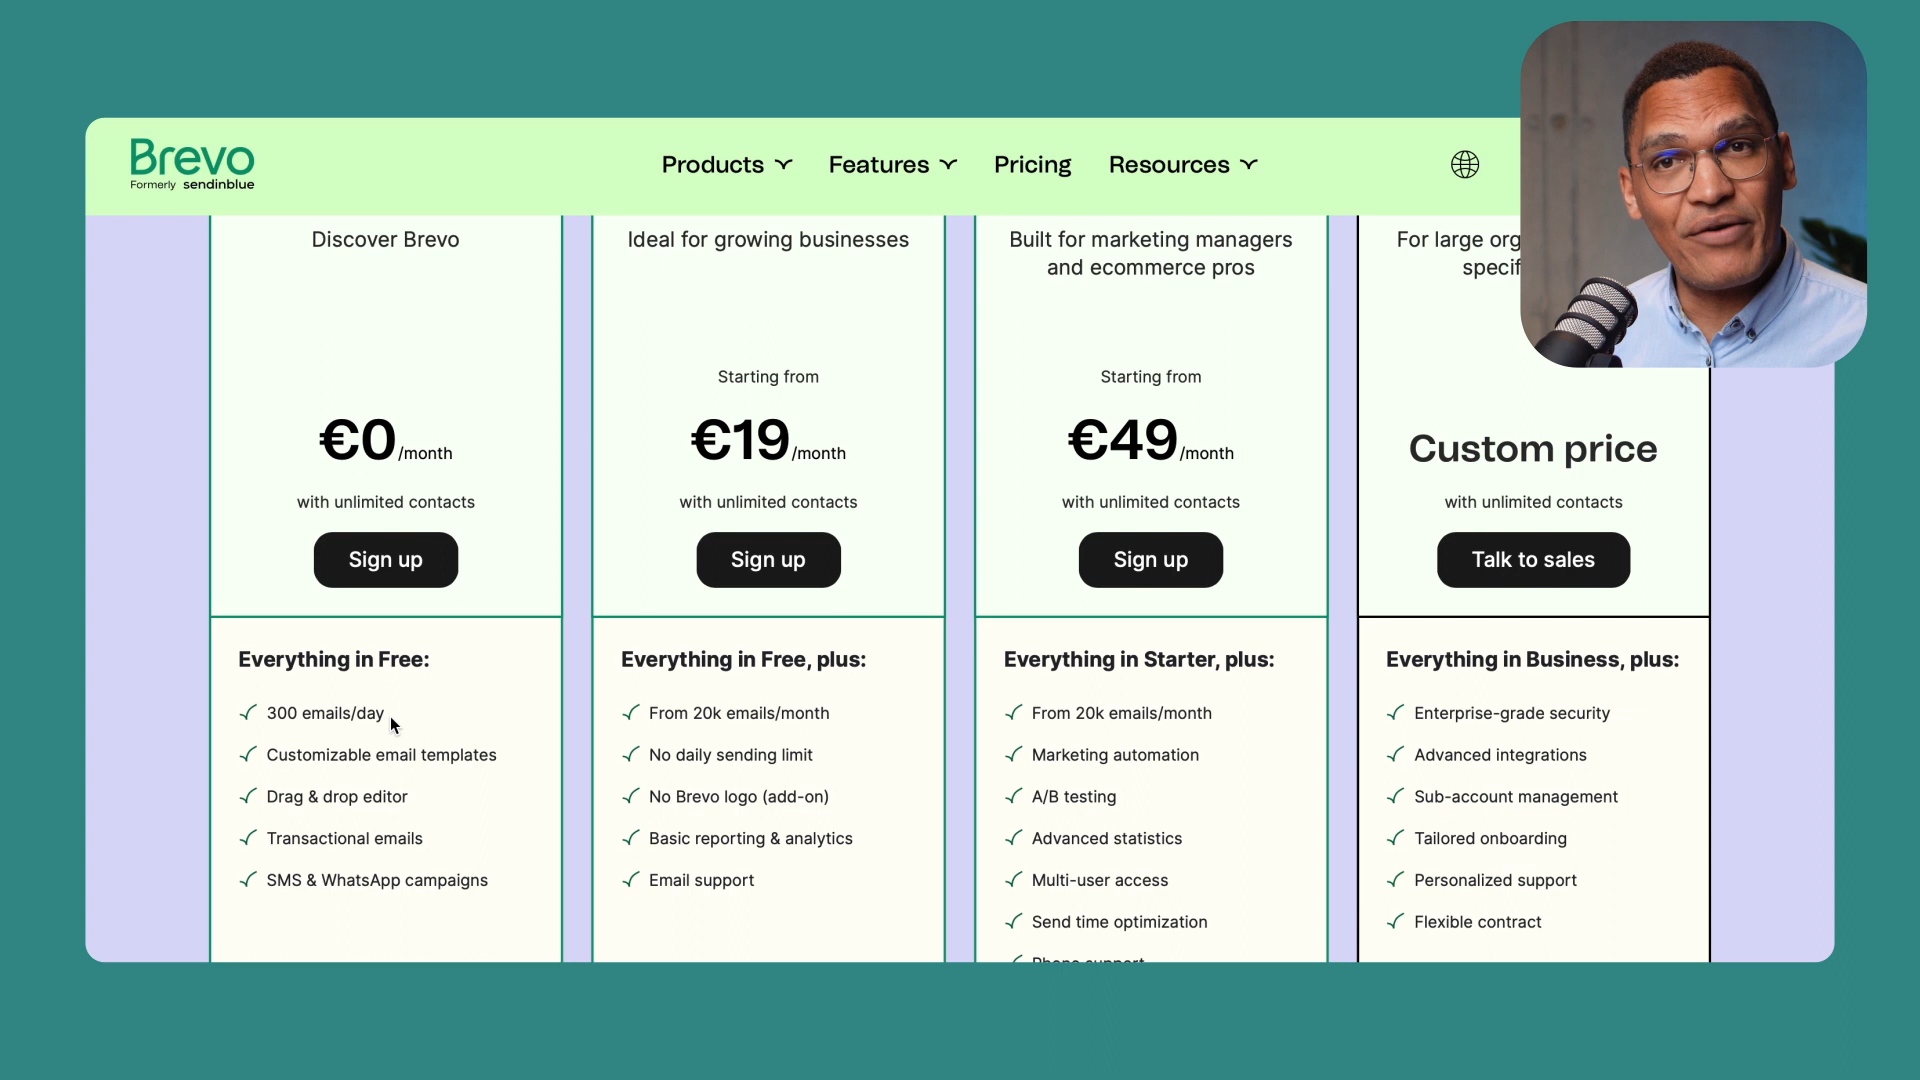 Brevo
Formerly sendinblue
Products
Features
Pricing
Resources
Discover Brevo
€0/month
with unlimited contacts
Sign up
Everything in Free:
300 emails/day
Customizable email templates
Drag & drop editor
Transactional emails
SMS & WhatsApp campaigns
Ideal for growing businesses
Starting from
€19/month
with unlimited contacts
Sign up
Everything in Free, plus:
From 20k emails/month
No daily sending limit
No Brevo logo (add-on)
Basic reporting & analytics
Email support
Built for marketing managers
and ecommerce pros
Starting from
€49/month
with unlimited contacts
Sign up
Everything in Starter, plus:
From 20k emails/month
Marketing automation
A/B testing
Advanced statistics
Multi-user access
Send time optimization
Phone support
For large
Custom price
with unlimited contacts
Talk to sales
Everything in Business, plus:
Enterprise-grade security
Advanced integrations
Sub-account management
Tailored onboarding
Personalized support
Flexible contract